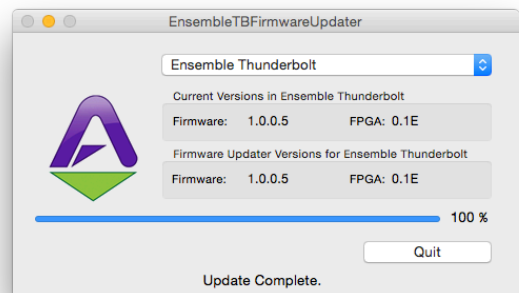 EnsembleTBFirmwareUpdater
Ensemble Thunderbolt
Current Versions in Ensemble Thunderbolt
Firmware: 1.0.0.5 FPGA: 0.1E
Firmware Updater Versions for Ensemble Thunderbolt
Firmware: 1.0.0.5 FPGA: 0.1E
100 %
Quit
Update Complete.